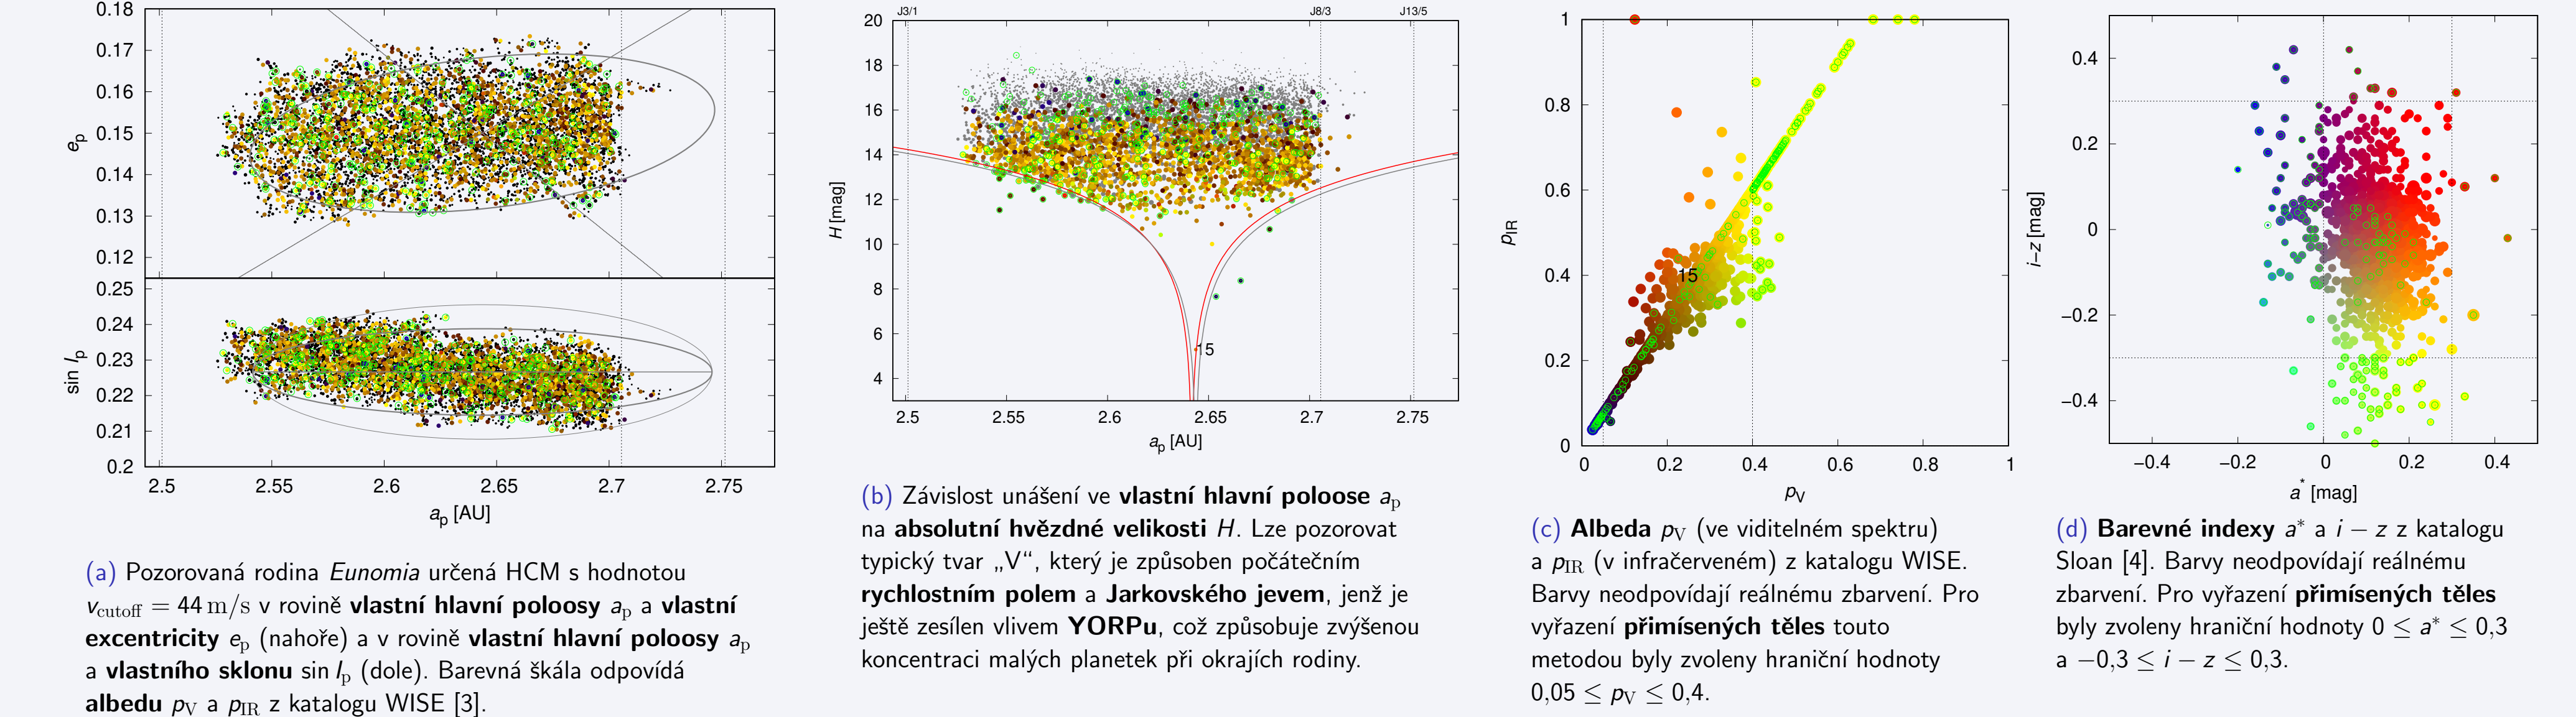 0.18
0.17
0.16
0.15
0.14
0.13
0.12
eₚ
0.25
0.24
0.23
0.22
0.21
0.2
sin Iₚ
2.5 2.55 2.6 2.65 2.7 2.75
aₚ [AU]
(a) Pozorovaná rodina Eunomia určená HCM s hodnotou
v_cutoff = 44 m/s v rovině vlastní hlavní poloosy aₚ a vlastní
excentricity eₚ (nahoře) a v rovině vlastní hlavní poloosy aₚ
a vlastního sklonu sin Iₚ (dole). Barevná škála odpovídá
albedu p_V a p_IR z katalogu WISE [3].
J3/1 J8/3 J13/5
20
18
16
14
12
10
8
6
4
H [mag]
15
2.5 2.55 2.6 2.65 2.7 2.75
aₚ [AU]
(b) Závislost unášení ve vlastní hlavní poloose aₚ
na absolutní hvězdné velikosti H. Lze pozorovat
typický tvar „V“, který je způsoben počátečním
rychlostním polem a Jarkovského jevem, jenž je
ještě zesílen vlivem YORPu, což způsobuje zvýšenou
koncentraci malých planetek při okrajích rodiny.
1
0.8
0.6
0.4
0.2
0
p_IR
15
0 0.2 0.4 0.6 0.8 1
p_V
(c) Albeda p_V (ve viditelném spektru)
a p_IR (v infračerveném) z katalogu WISE.
Barvy neodpovídají reálnému zbarvení. Pro
vyřazení přimísených těles touto
metodou byly zvoleny hraniční hodnoty
0,05 ≤ p_V ≤ 0,4.
0.4
0.2
0
−0.2
−0.4
i−z [mag]
−0.4 −0.2 0 0.2 0.4
a* [mag]
(d) Barevné indexy a* a i − z z katalogu
Sloan [4]. Barvy neodpovídají reálnému
zbarvení. Pro vyřazení přimísených těles
byly zvoleny hraniční hodnoty 0 ≤ a* ≤ 0,3
a −0,3 ≤ i − z ≤ 0,3.